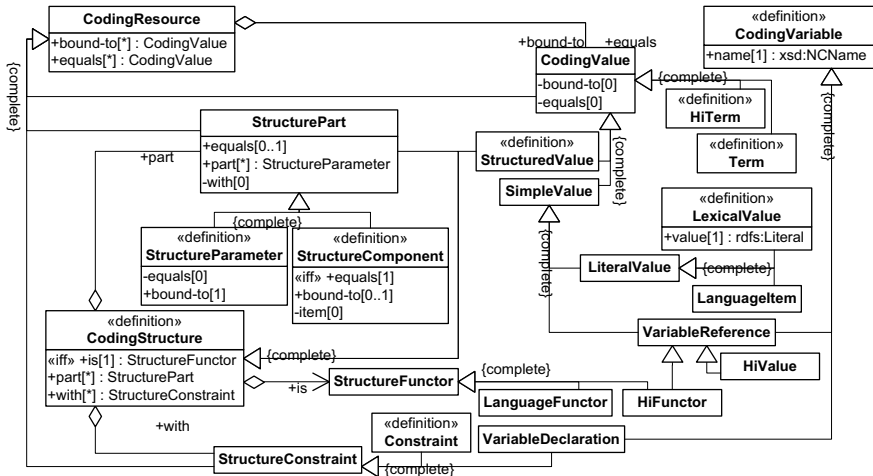 CodingResource
+bound-to[*] : CodingValue
+equals[*] : CodingValue
+bound-to
+equals
«definition»
CodingVariable
+name[1] : xsd:NCName
CodingValue
-bound-to[0]
-equals[0]
{complete}
{complete}
«definition»
HiTerm
«definition»
Term
{complete}
{complete}
StructurePart
+equals[0..1]
+part[*] : StructureParameter
-with[0]
+part
«definition»
StructuredValue
SimpleValue
{complete}
{complete}
«definition»
LexicalValue
+value[1] : rdfs:Literal
«definition»
StructureParameter
-equals[0]
+bound-to[1]
«definition»
StructureComponent
«iff» +equals[1]
+bound-to[0..1]
-item[0]
LiteralValue
{complete}
LanguageItem
«definition»
CodingStructure
«iff» +is[1] : StructureFunctor
+part[*] : StructurePart
+with[*] : StructureConstraint
{complete}
VariableReference
HiValue
+is
StructureFunctor
{complete}
LanguageFunctor
HiFunctor
+with
«definition»
Constraint
VariableDeclaration
StructureConstraint
{complete}